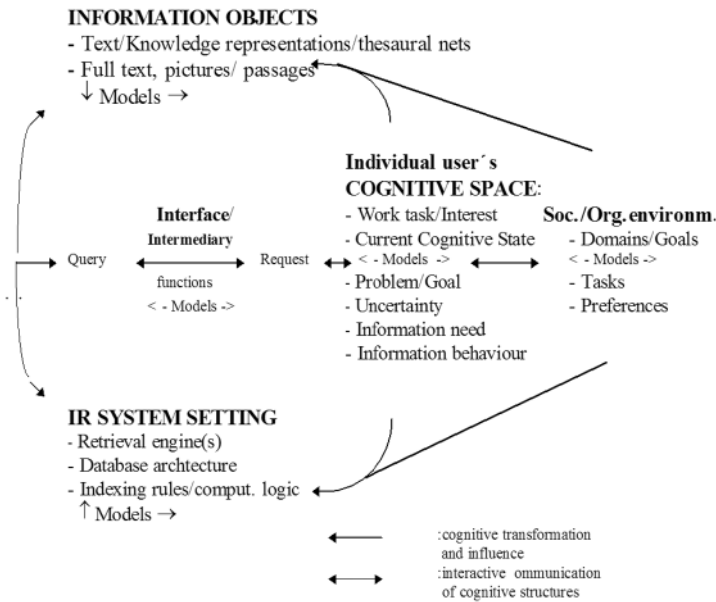 INFORMATION OBJECTS
- Text/Knowledge representations/thesaural nets
- Full text, pictures/ passages
↓ Models →
Individual user´s
COGNITIVE SPACE:
- Work task/Interest
- Current Cognitive State
< - Models ->
- Problem/Goal
- Uncertainty
- Information need
- Information behaviour
Soc./Org.environm.
- Domains/Goals
< - Models ->
- Tasks
- Preferences
Interface/
Intermediary
functions
< - Models ->
Query
Request
IR SYSTEM SETTING
- Retrieval engine(s)
- Database archtecture
- Indexing rules/comput. logic
↑ Models →
:cognitive transformation
and influence
:interactive ommunication
of cognitive structures